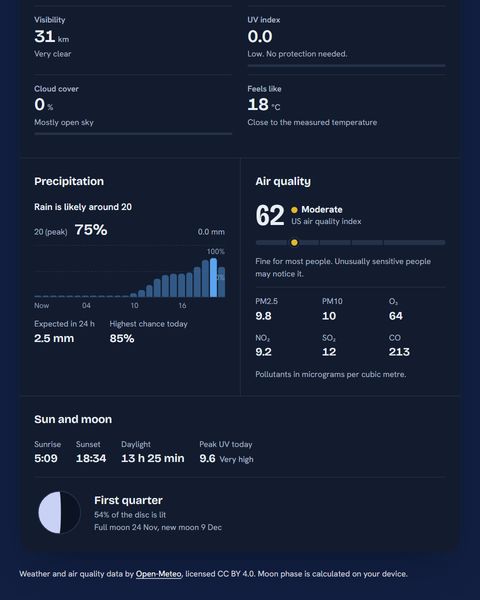 Visibility
31 km
Very clear
UV index
0.0
Low. No protection needed.
Cloud cover
0 %
Mostly open sky
Feels like
18 °C
Close to the measured temperature
Precipitation
Rain is likely around 20
20 (peak) 75% 0.0 mm
100%
Now 04 10 16
Expected in 24 h
2.5 mm
Highest chance today
85%
Air quality
62 Moderate
US air quality index
Fine for most people. Unusually sensitive people
may notice it.
PM2.5 PM10 O₃
9.8 10 64
NO₂ SO₂ CO
9.2 12 213
Pollutants in micrograms per cubic metre.
Sun and moon
Sunrise Sunset Daylight Peak UV today
5:09 18:34 13 h 25 min 9.6 Very high
First quarter
54% of the disc is lit
Full moon 24 Nov, new moon 9 Dec
Weather and air quality data by Open-Meteo, licensed CC BY 4.0. Moon phase is calculated on your device.